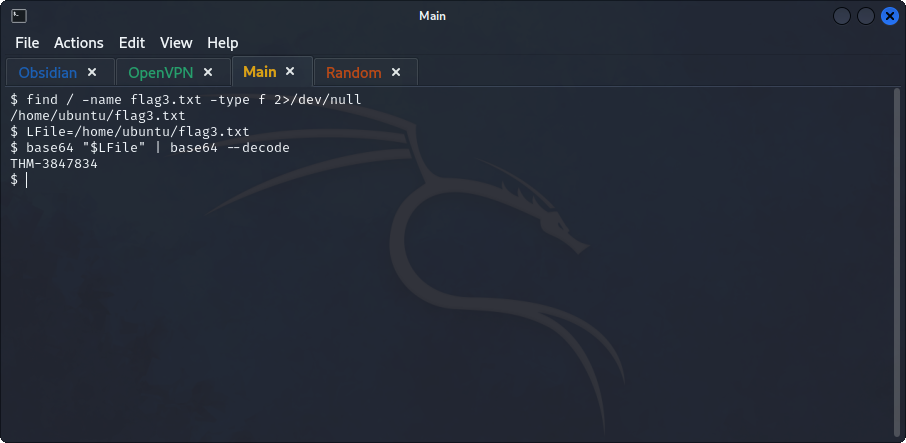 Main
File Actions Edit View Help
Obsidian OpenVPN Main Random
$ find / -name flag3.txt -type f 2>/dev/null
/home/ubuntu/flag3.txt
$ LFile=/home/ubuntu/flag3.txt
$ base64 "$LFile" | base64 --decode
THM-3847834
$